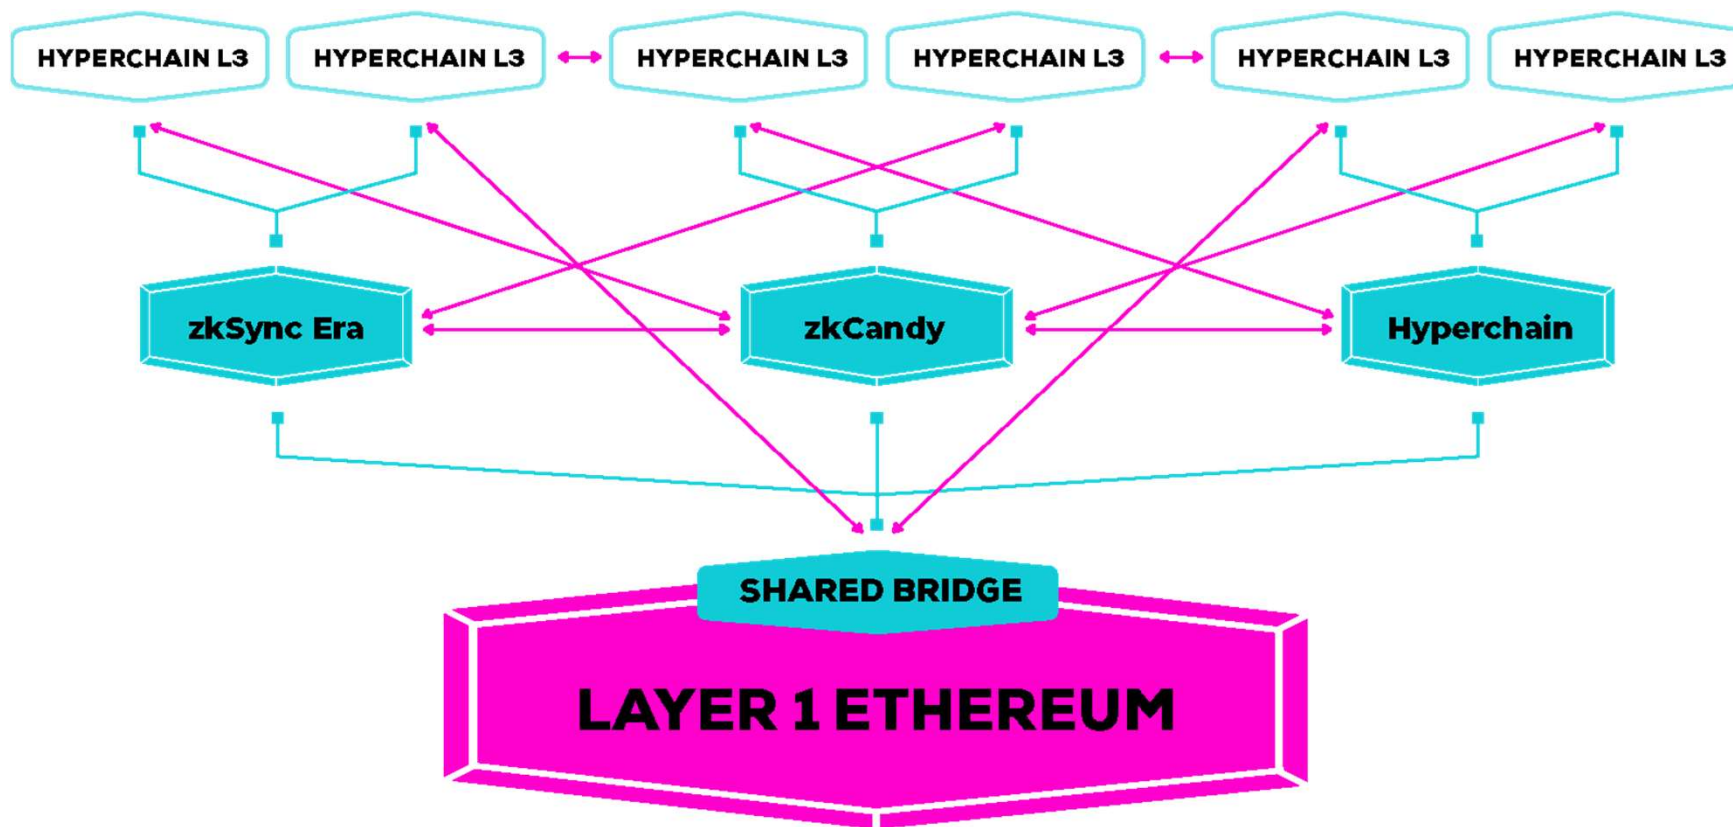 HYPERCHAIN L3
HYPERCHAIN L3
HYPERCHAIN L3
HYPERCHAIN L3
HYPERCHAIN L3
HYPERCHAIN L3
zkSync Era
zkCandy
Hyperchain
SHARED BRIDGE
LAYER 1 ETHEREUM